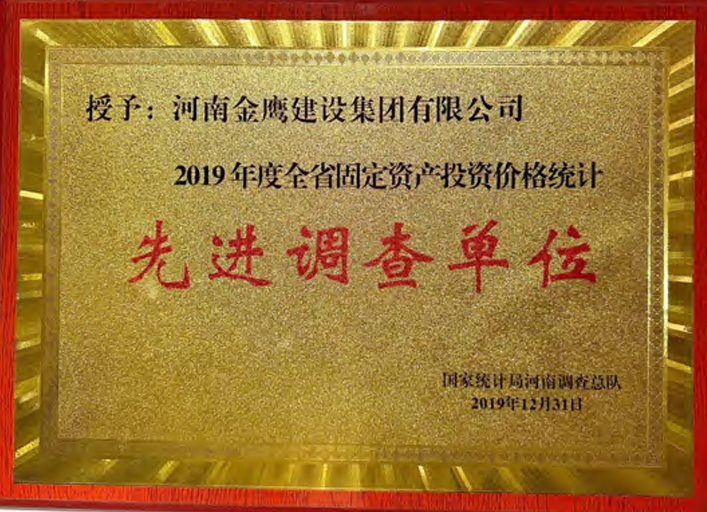 授予：河南金鹰建设集团有限公司
2019年度全省固定资产投资价格统计
先进调查单位
国家统计局河南调查总队
2019年12月31日